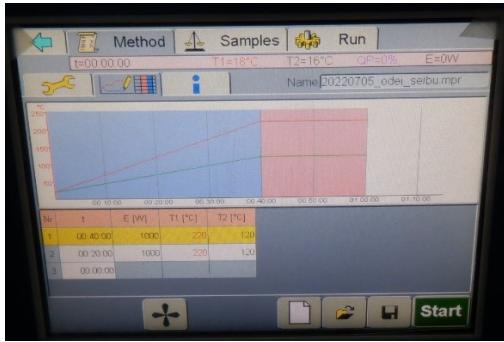 Method Samples Run
t=00:00:00 T1=18°C T2=16°C QP=0% E=0W
Name 20220705_odei_seibu.mpr
°C
250
200
150
100
50
00:10:00 00:20:00 00:30:00 00:40:00 00:50:00 01:00:00 01:10:00
Nr t E [W] T1 [°C] T2 [°C]
1 00:40:00 1000 220 120
2 00:20:00 1000 220 120
3 00:00:00
Start